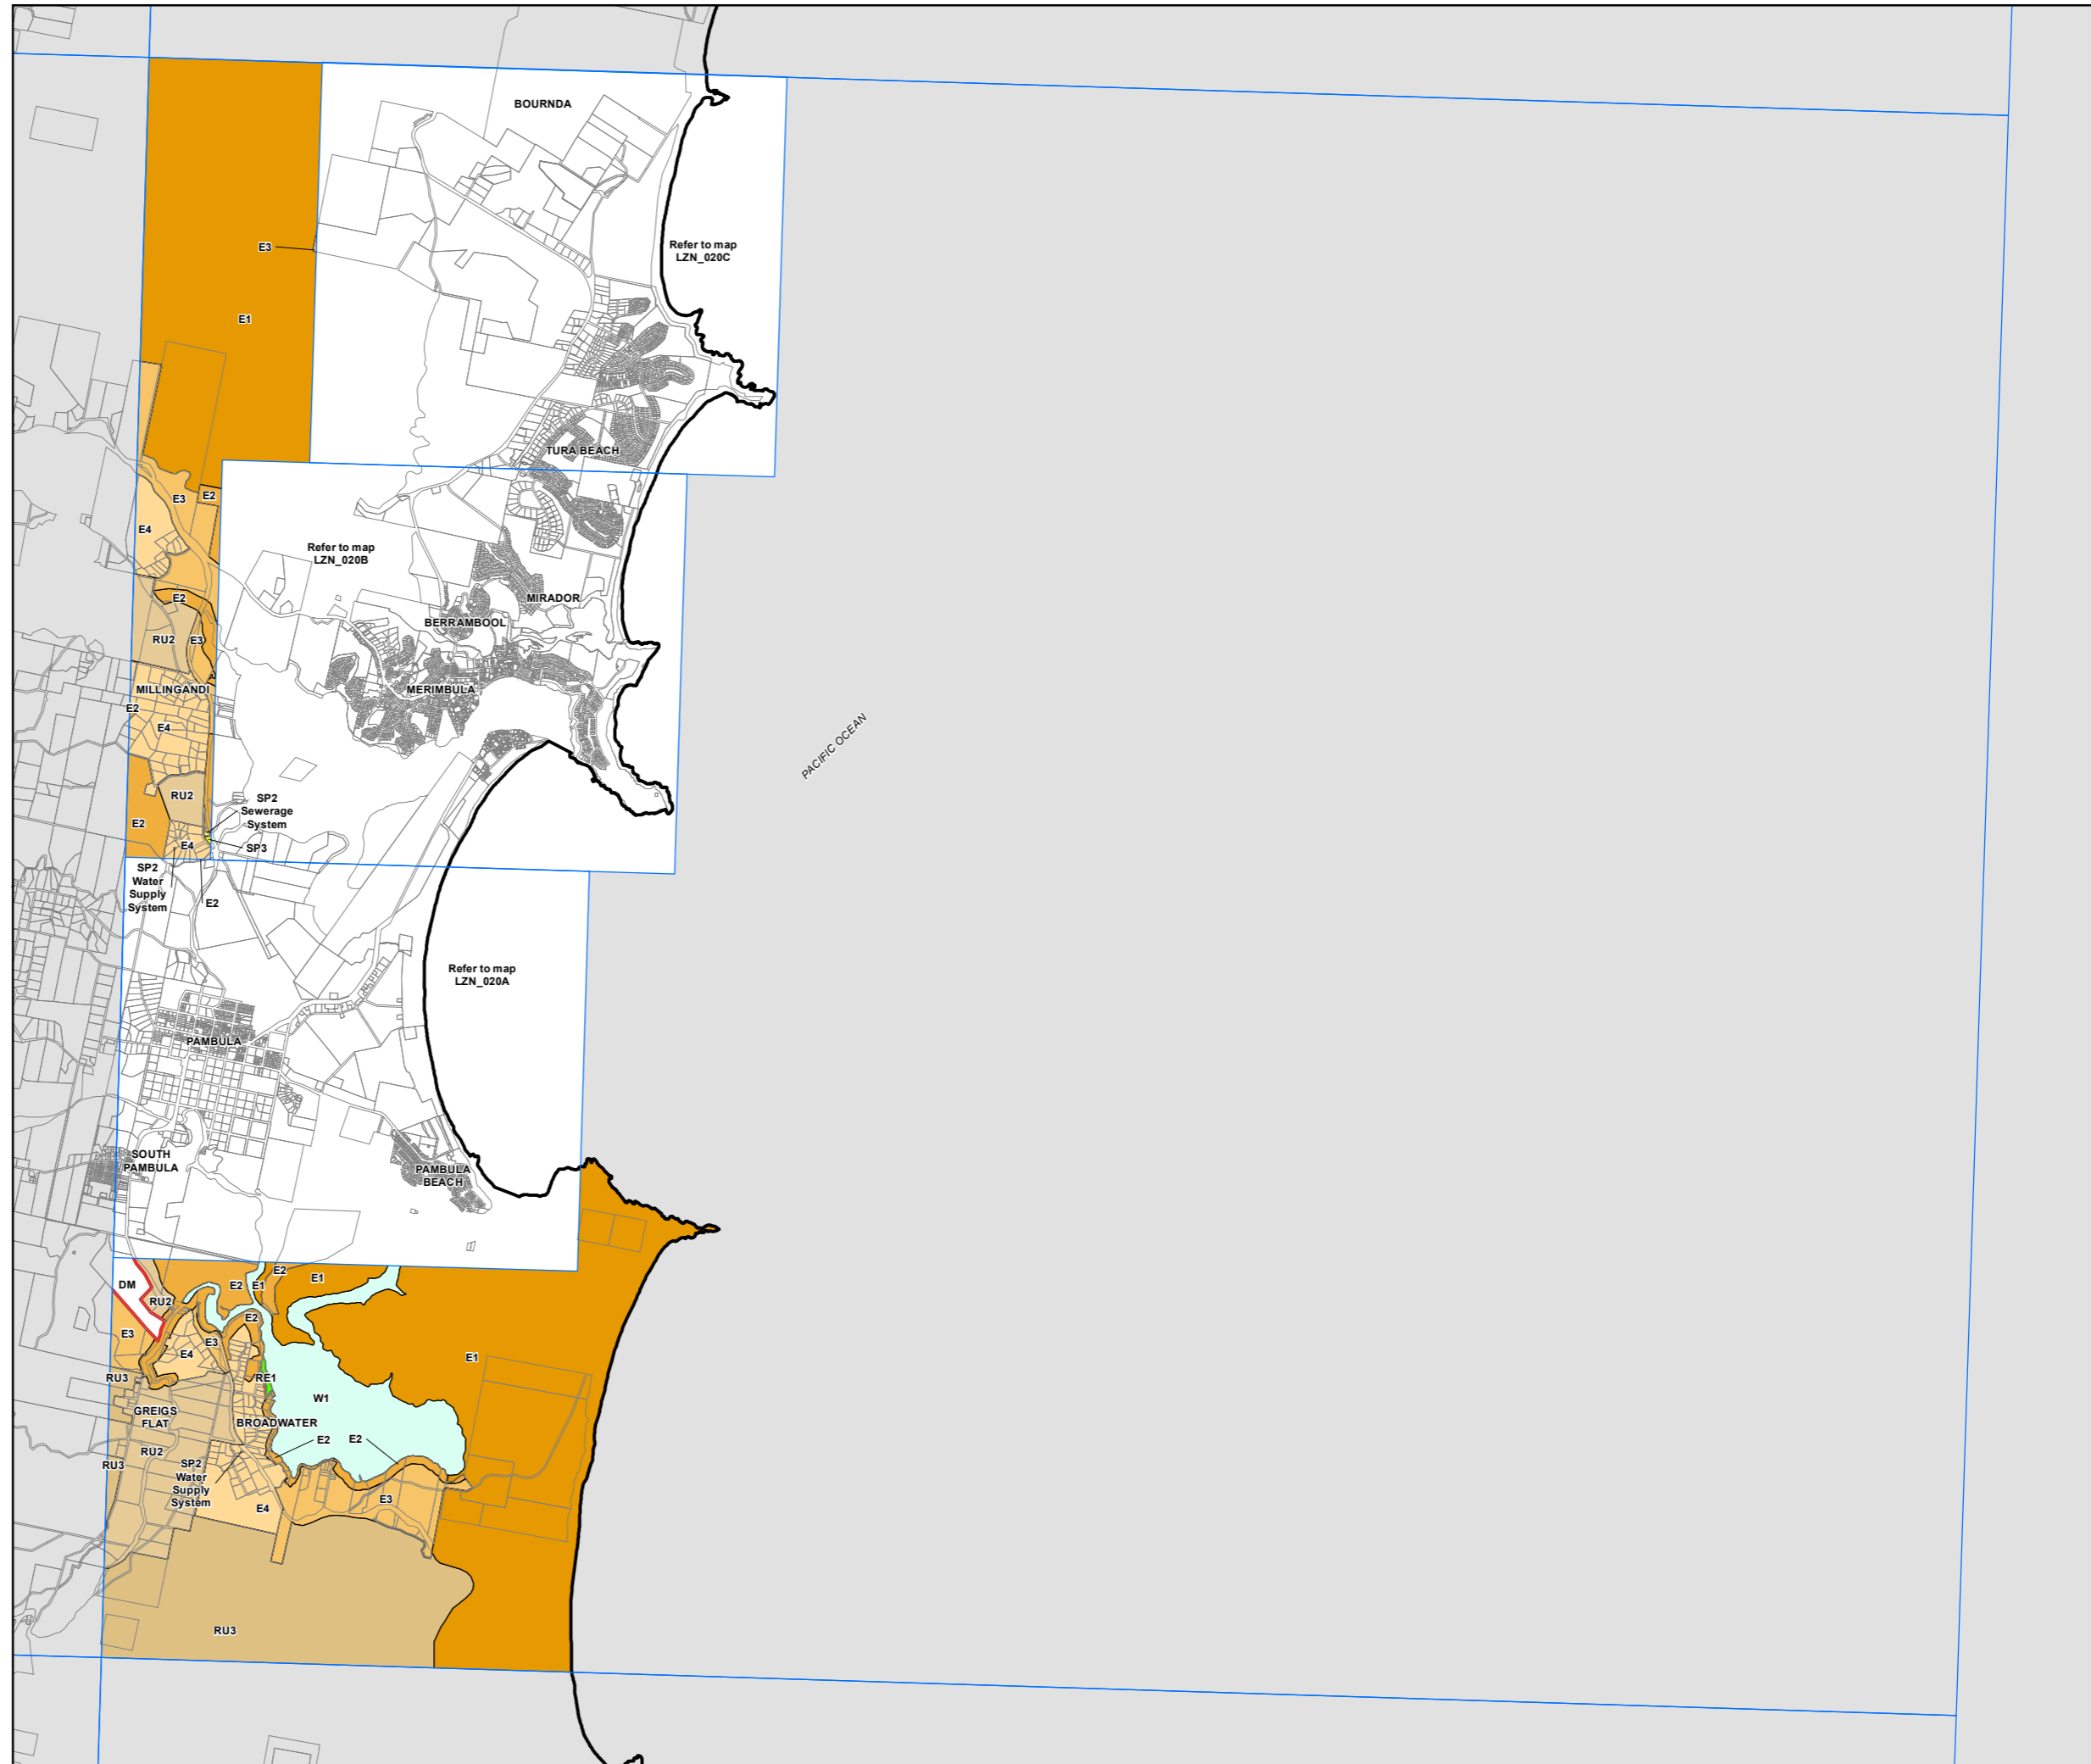 BOURNDA
Refer to map
LZN_020C
E3
E1
TURA BEACH
E3
E2
E4
Refer to map
LZN_020B
E2
MIRADOR
BERRAMBOOL
RU2
E3
MILLINGANDI
MERIMBULA
E2
E4
PACIFIC OCEAN
RU2
SP2
Sewerage
System
E2
E4
SP3
SP2
Water
Supply
System
E2
Refer to map
LZN_020A
PAMBULA
SOUTH
PAMBULA
PAMBULA
BEACH
DM
E2
E1
E2
E1
RU2
E2
E3
E3
E4
E1
RU3
RE1
W1
GREIGS
FLAT
BROADWATER
E2
E2
RU2
RU3
SP2
Water
Supply
System
E3
E4
RU3